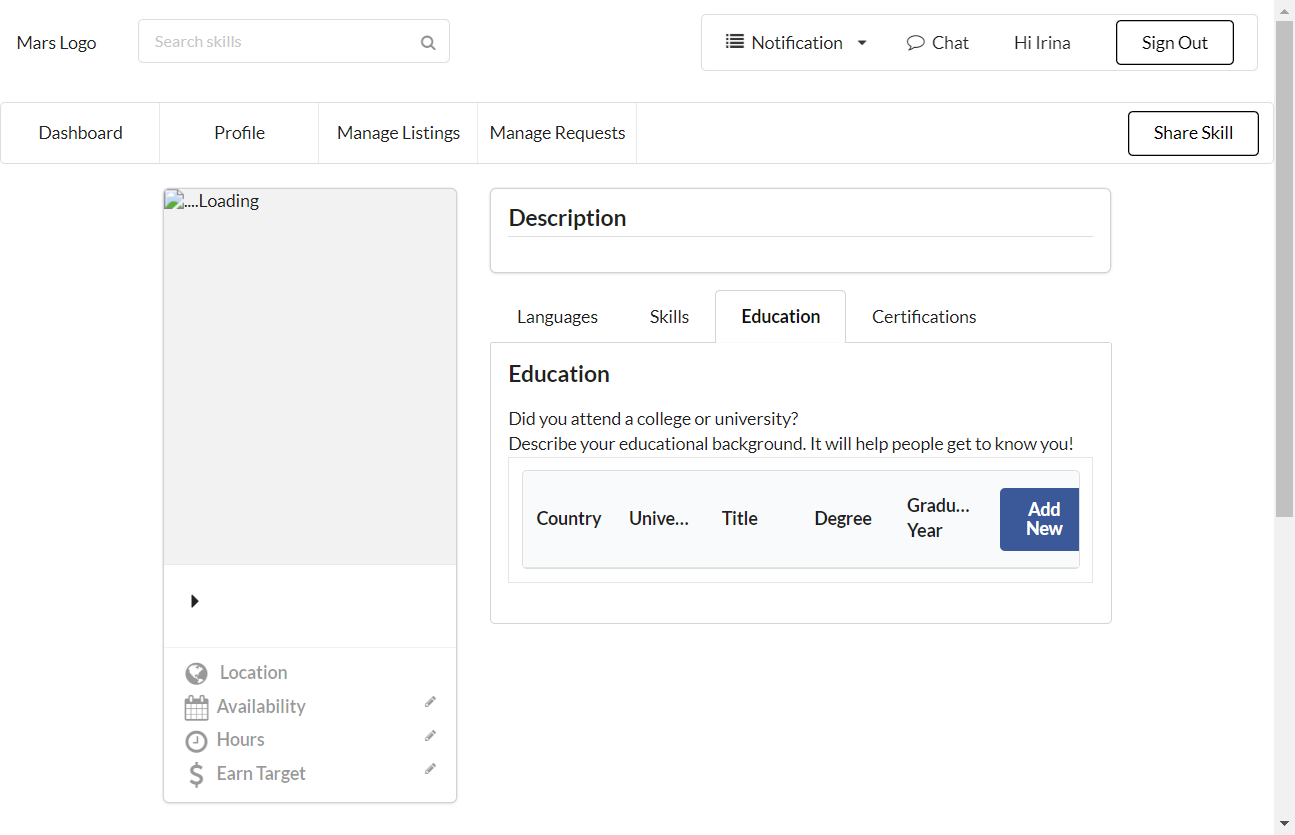 Mars Logo
Search skills
Notification
Chat
Hi Irina
Sign Out
Dashboard
Profile
Manage Listings
Manage Requests
Share Skill
....Loading
Description
Languages
Skills
Education
Certifications
Education
Did you attend a college or university?
Describe your educational background. It will help people get to know you!
Country
Unive...
Title
Degree
Gradu...
Year
Add
New
Location
Availability
Hours
Earn Target